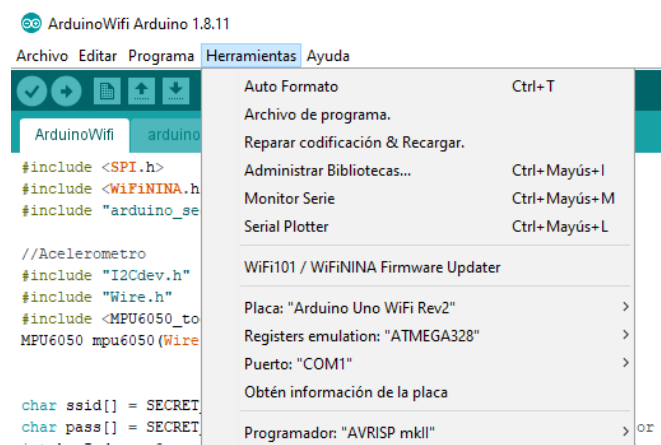 ArduinoWifi Arduino 1.8.11
Archivo Editar Programa Herramientas Ayuda
Auto Formato Ctrl+T
Archivo de programa.
Reparar codificación & Recargar.
Administrar Bibliotecas... Ctrl+Mayús+I
Monitor Serie Ctrl+Mayús+M
Serial Plotter Ctrl+Mayús+L
WiFi101 / WiFiNINA Firmware Updater
Placa: "Arduino Uno WiFi Rev2"
Registers emulation: "ATMEGA328"
Puerto: "COM1"
Obtén información de la placa
Programador: "AVRISP mkII"
ArduinoWifi arduino
#include <SPI.h>
#include <WiFiNINA.h
#include "arduino_se
//Acelerometro
#include "I2Cdev.h"
#include "Wire.h"
#include <MPU6050_to
MPU6050 mpu6050(Wire
char ssid[] = SECRET_
char pass[] = SECRET_ or